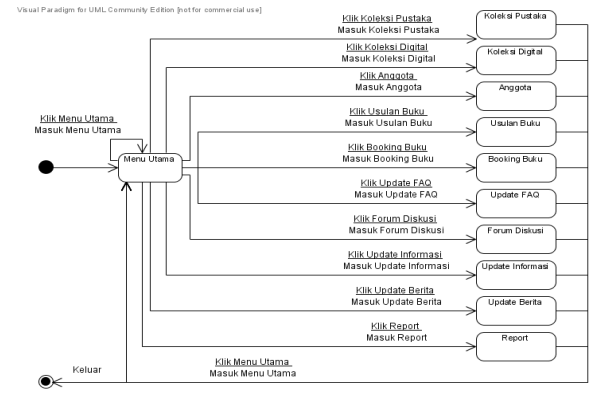 Visual Paradigm for UML Community Edition [not for commercial use]
Klik Koleksi Pustaka
Masuk Koleksi Pustaka
Koleksi Pustaka
Klik Koleksi Digital
Masuk Koleksi Digital
Koleksi Digital
Klik Anggota
Masuk Anggota
Anggota
Klik Menu Utama
Masuk Menu Utama
Klik Usulan Buku
Masuk Usulan Buku
Usulan Buku
Menu Utama
Klik Booking Buku
Masuk Booking Buku
Booking Buku
Klik Update FAQ
Masuk Update FAQ
Update FAQ
Klik Forum Diskusi
Masuk Forum Diskusi
Forum Diskusi
Klik Update Informasi
Masuk Update Informasi
Update Informasi
Klik Update Berita
Masuk Update Berita
Update Berita
Klik Report
Masuk Report
Report
Keluar
Klik Menu Utama
Masuk Menu Utama